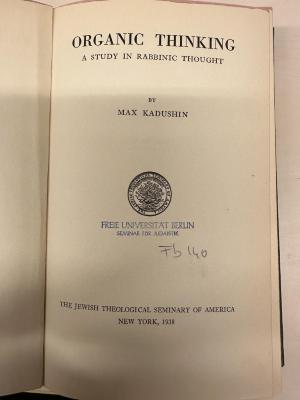 ORGANIC THINKING
A STUDY IN RABBINIC THOUGHT
BY
MAX KADUSHIN
FREIE UNIVERSITÄT BERLIN
SEMINAR FÜR JUDAISTIK
Fb 140
THE JEWISH THEOLOGICAL SEMINARY OF AMERICA
NEW YORK, 1938